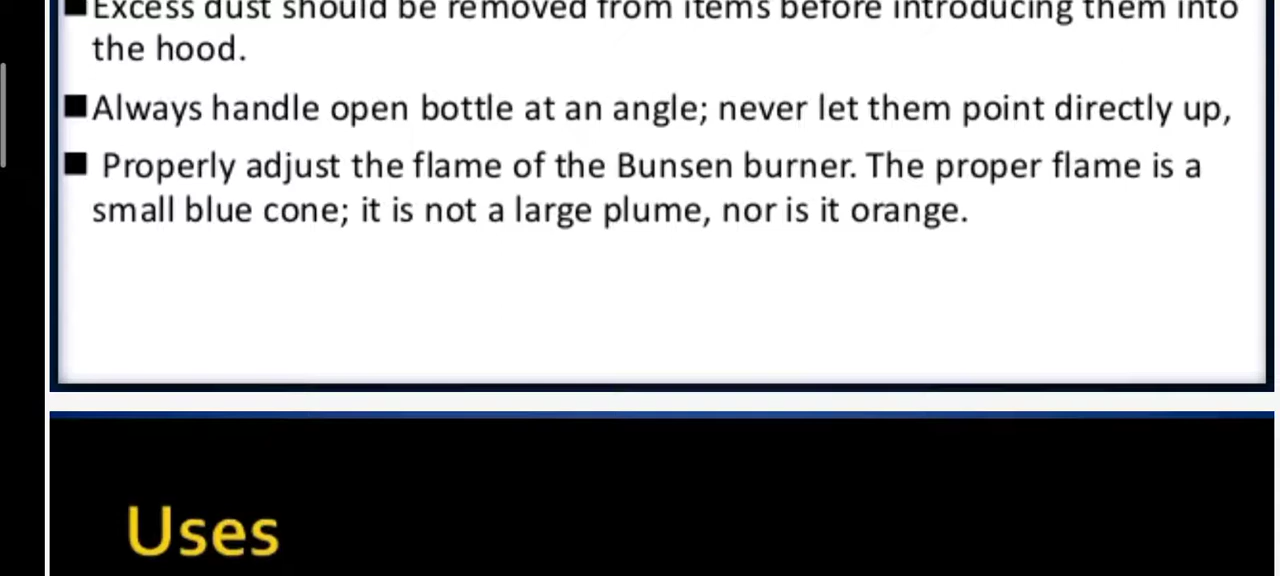 ■Excess dust should be removed from items before introducing them into
the hood.
■Always handle open bottle at an angle; never let them point directly up,
■ Properly adjust the flame of the Bunsen burner. The proper flame is a
small blue cone; it is not a large plume, nor is it orange.
Uses